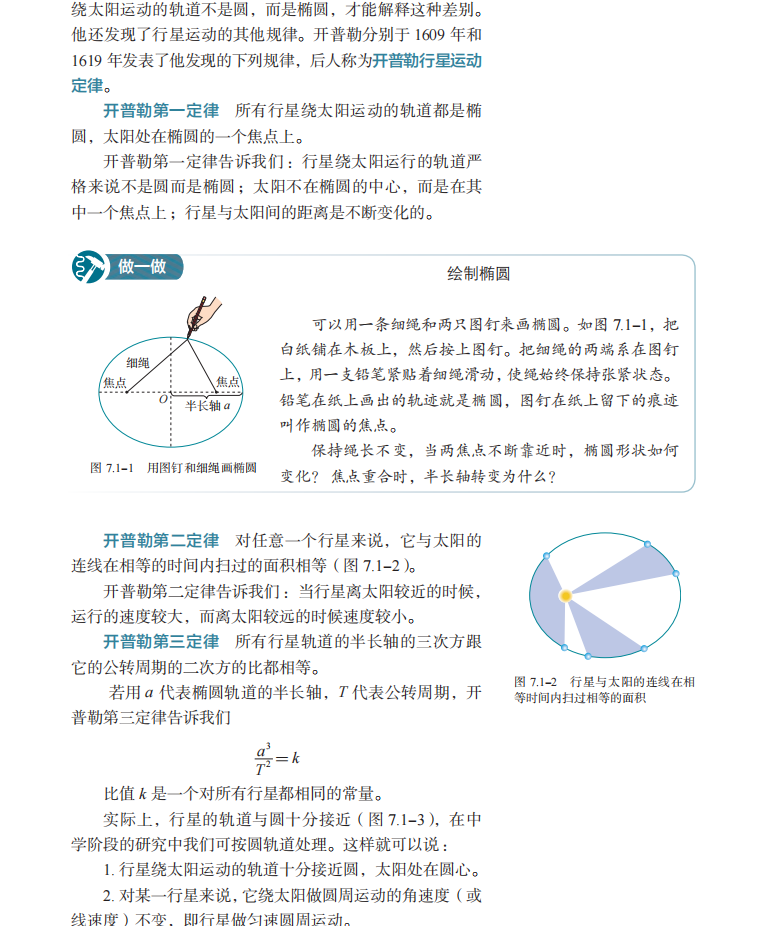 绕太阳运动的轨道不是圆，而是椭圆，才能解释这种差别。
他还发现了行星运动的其他规律。开普勒分别于 1609 年和
1619 年发表了他发现的下列规律，后人称为开普勒行星运动
定律。
开普勒第一定律 所有行星绕太阳运动的轨道都是椭
圆，太阳处在椭圆的一个焦点上。
开普勒第一定律告诉我们：行星绕太阳运行的轨道严
格来说不是圆而是椭圆；太阳不在椭圆的中心，而是在其
中一个焦点上；行星与太阳间的距离是不断变化的。
做一做
绘制椭圆
细绳
焦点
焦点
O
半长轴 a
图 7.1-1 用图钉和细绳画椭圆
可以用一条细绳和两只图钉来画椭圆。如图 7.1-1，把
白纸铺在木板上，然后按上图钉。把细绳的两端系在图钉
上，用一支铅笔紧贴着细绳滑动，使绳始终保持张紧状态。
铅笔在纸上画出的轨迹就是椭圆，图钉在纸上留下的痕迹
叫作椭圆的焦点。
保持绳长不变，当两焦点不断靠近时，椭圆形状如何
变化？焦点重合时，半长轴转变为什么？
开普勒第二定律 对任意一个行星来说，它与太阳的
连线在相等的时间内扫过的面积相等（图 7.1-2）。
开普勒第二定律告诉我们：当行星离太阳较近的时候，
运行的速度较大，而离太阳较远的时候速度较小。
开普勒第三定律 所有行星轨道的半长轴的三次方跟
它的公转周期的二次方的比都相等。
若用 a 代表椭圆轨道的半长轴，T 代表公转周期，开
普勒第三定律告诉我们
a³/T² = k
比值 k 是一个对所有行星都相同的常量。
实际上，行星的轨道与圆十分接近（图 7.1-3），在中
学阶段的研究中我们可按圆轨道处理。这样就可以说：
1. 行星绕太阳运动的轨道十分接近圆，太阳处在圆心。
2. 对某一行星来说，它绕太阳做圆周运动的角速度（或
线速度）不变，即行星做匀速圆周运动。
图 7.1-2 行星与太阳的连线在相
等时间内扫过相等的面积